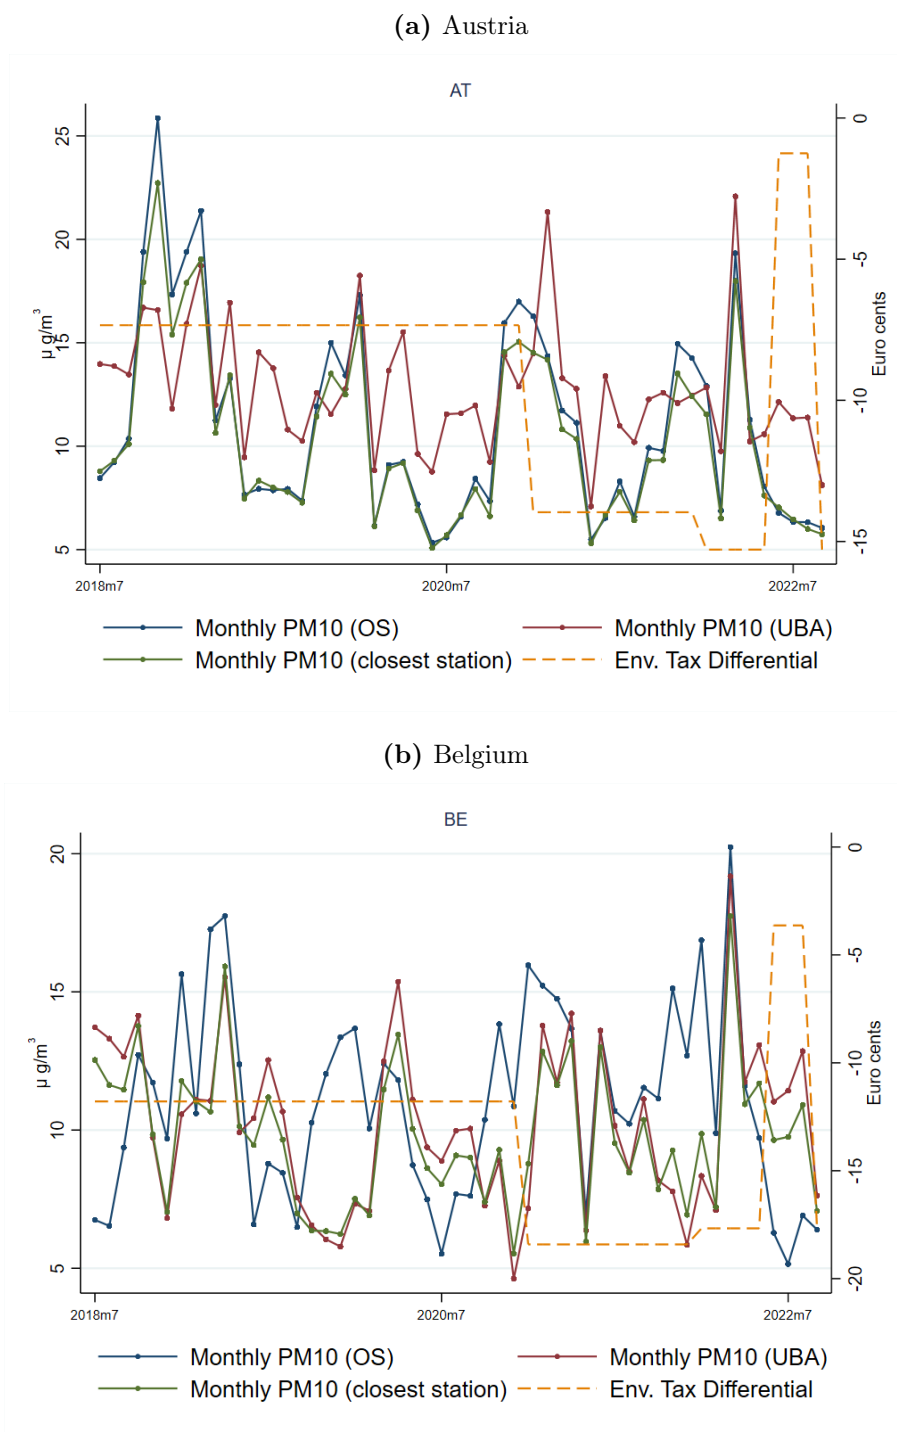 (a) Austria
AT
25
20
15
10
5
μ g/m³
0
-5
-10
-15
Euro cents
2018m7 2020m7 2022m7
Monthly PM10 (OS) Monthly PM10 (UBA)
Monthly PM10 (closest station) Env. Tax Differential
(b) Belgium
BE
20
15
10
5
μ g/m³
0
-5
-10
-15
-20
Euro cents
2018m7 2020m7 2022m7
Monthly PM10 (OS) Monthly PM10 (UBA)
Monthly PM10 (closest station) Env. Tax Differential